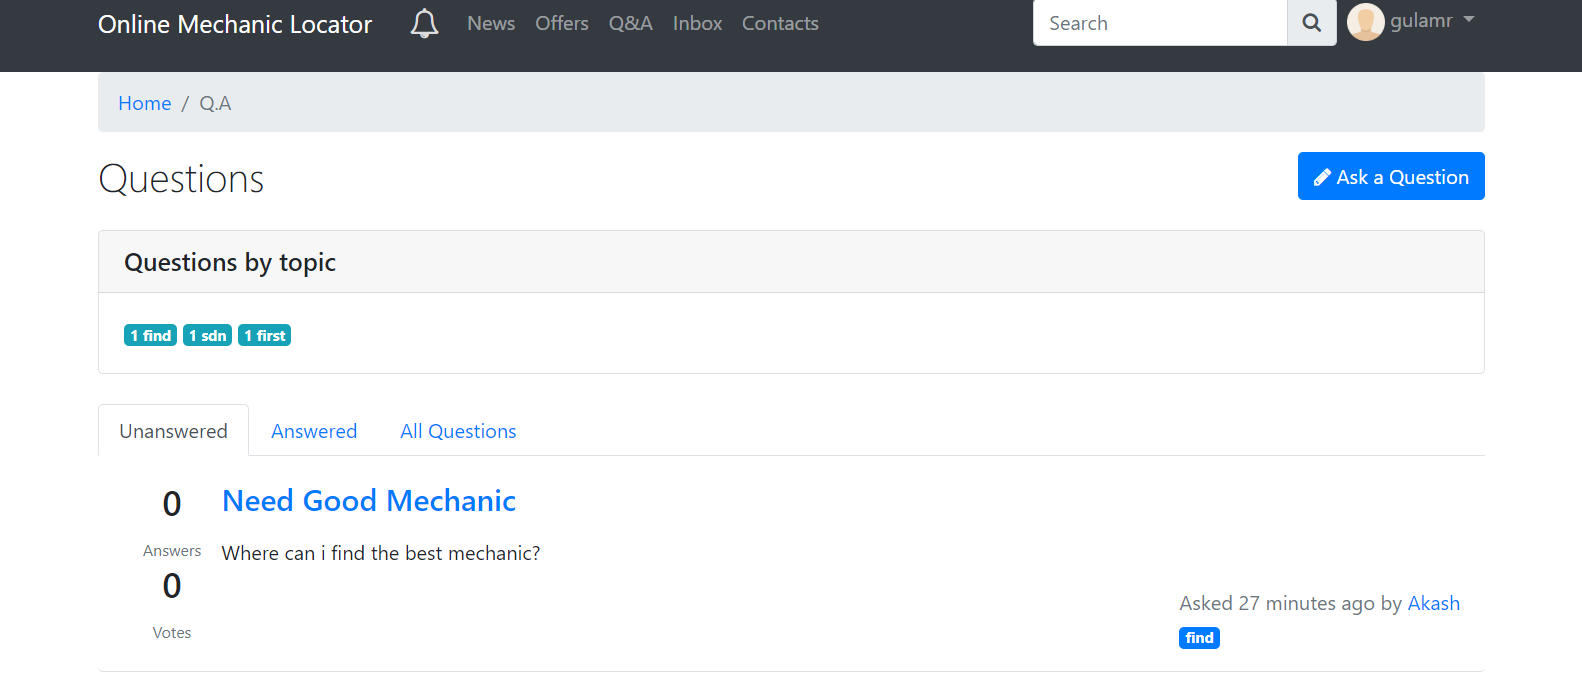 Online Mechanic Locator News Offers Q&A Inbox Contacts Search gulamr
Home / Q.A
Questions
Ask a Question
Questions by topic
1 find 1 sdn 1 first
Unanswered Answered All Questions
0
Need Good Mechanic
Answers
Where can i find the best mechanic?
0
Votes
Asked 27 minutes ago by Akash
find